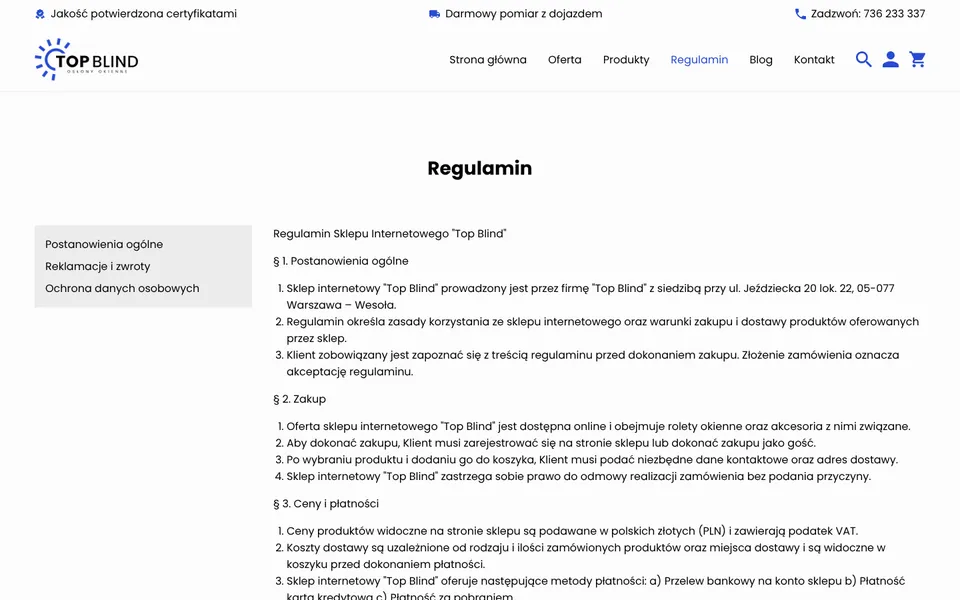 Jakość potwierdzona certyfikatami
Darmowy pomiar z dojazdem
Zadzwoń: 736 233 337
TOP BLIND
OSŁONY OKIENNE
Strona główna
Oferta
Produkty
Regulamin
Blog
Kontakt
Regulamin
Postanowienia ogólne
Reklamacje i zwroty
Ochrona danych osobowych
Regulamin Sklepu Internetowego "Top Blind"
§ 1. Postanowienia ogólne
1. Sklep internetowy "Top Blind" prowadzony jest przez firmę "Top Blind" z siedzibą przy ul. Jeździecka 20 lok. 22, 05-077
Warszawa – Wesoła.
2. Regulamin określa zasady korzystania ze sklepu internetowego oraz warunki zakupu i dostawy produktów oferowanych
przez sklep.
3. Klient zobowiązany jest zapoznać się z treścią regulaminu przed dokonaniem zakupu. Złożenie zamówienia oznacza
akceptację regulaminu.
§ 2. Zakup
1. Oferta sklepu internetowego "Top Blind" jest dostępna online i obejmuje rolety okienne oraz akcesoria z nimi związane.
2. Aby dokonać zakupu, Klient musi zarejestrować się na stronie sklepu lub dokonać zakupu jako gość.
3. Po wybraniu produktu i dodaniu go do koszyka, Klient musi podać niezbędne dane kontaktowe oraz adres dostawy.
4. Sklep internetowy "Top Blind" zastrzega sobie prawo do odmowy realizacji zamówienia bez podania przyczyny.
§ 3. Ceny i płatności
1. Ceny produktów widoczne na stronie sklepu są podawane w polskich złotych (PLN) i zawierają podatek VAT.
2. Koszty dostawy są uzależnione od rodzaju i ilości zamówionych produktów oraz miejsca dostawy i są widoczne w
koszyku przed dokonaniem płatności.
3. Sklep internetowy "Top Blind" oferuje następujące metody płatności: a) Przelew bankowy na konto sklepu b) Płatność
kartą kredytową c) Płatność za pobraniem